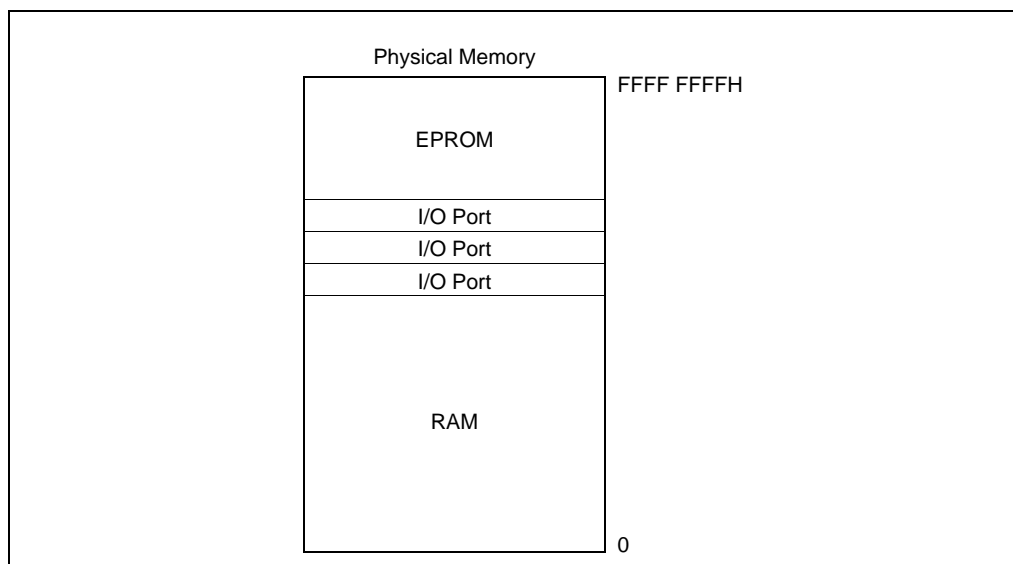 Physical Memory
FFFF FFFFH
EPROM
I/O Port
I/O Port
I/O Port
RAM
0